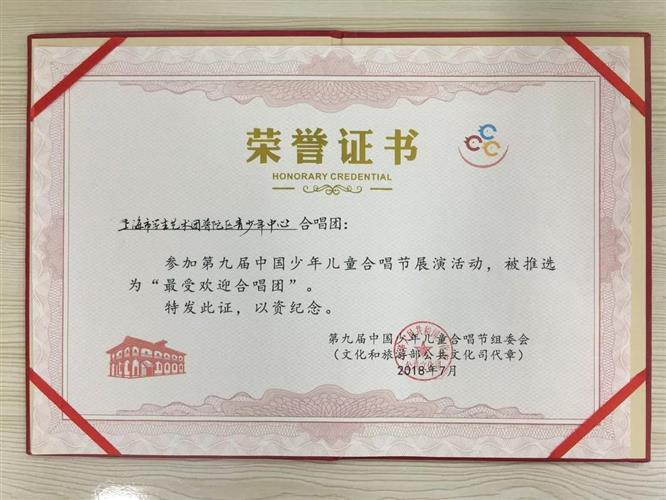 荣誉证书
HONORARY CREDENTIAL
上海市学生艺术团普陀区青少年中心合唱团:
参加第九届中国少年儿童合唱节展演活动，被推选
为“最受欢迎合唱团”。
特发此证，以资纪念。
第九届中国少年儿童合唱节组委会
（文化和旅游部公共文化司代章）
2018年7月